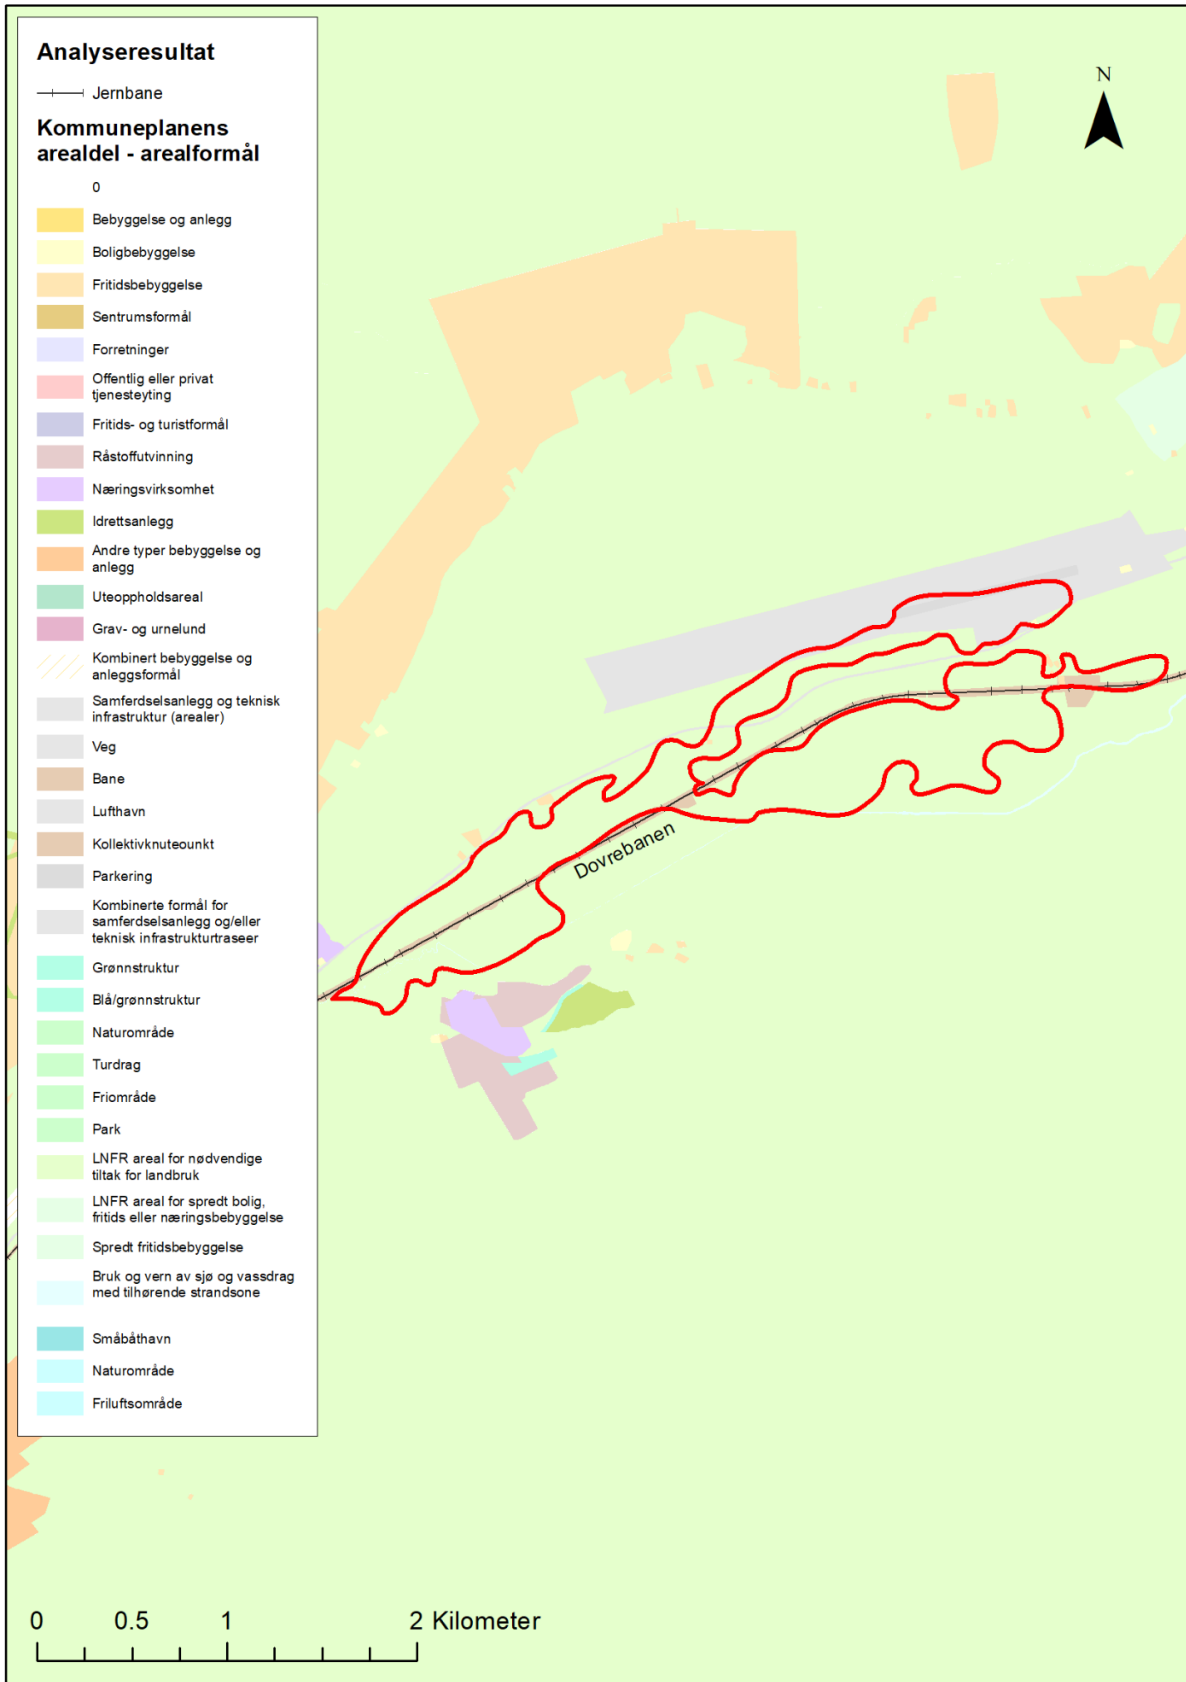 Analyseresultat
Jernbane
Kommuneplanens
arealdel - arealformål
0
Bebyggelse og anlegg
Boligbebyggelse
Fritidsbebyggelse
Sentrumsformål
Forretninger
Offentlig eller privat
tjenesteyting
Fritids- og turistformål
Råstoffutvinning
Næringsvirksomhet
Idrettsanlegg
Andre typer bebyggelse og
anlegg
Uteoppholdsareal
Grav- og urnelund
Kombinert bebyggelse og
anleggsformål
Samferdselsanlegg og teknisk
infrastruktur (arealer)
Veg
Bane
Lufthavn
Kollektivknuteounkt
Parkering
Kombinerte formål for
samferdselsanlegg og/eller
teknisk infrastrukturtraseer
Grønnstruktur
Blå/grønnstruktur
Naturområde
Turdrag
Friområde
Park
LNFR areal for nødvendige
tiltak for landbruk
LNFR areal for spredt bolig,
fritids eller næringsbebyggelse
Spredt fritidsbebyggelse
Bruk og vern av sjø og vassdrag
med tilhørende strandsone
Småbåthavn
Naturområde
Friluftsområde
N
Dovrebanen
0 0.5 1 2 Kilometer